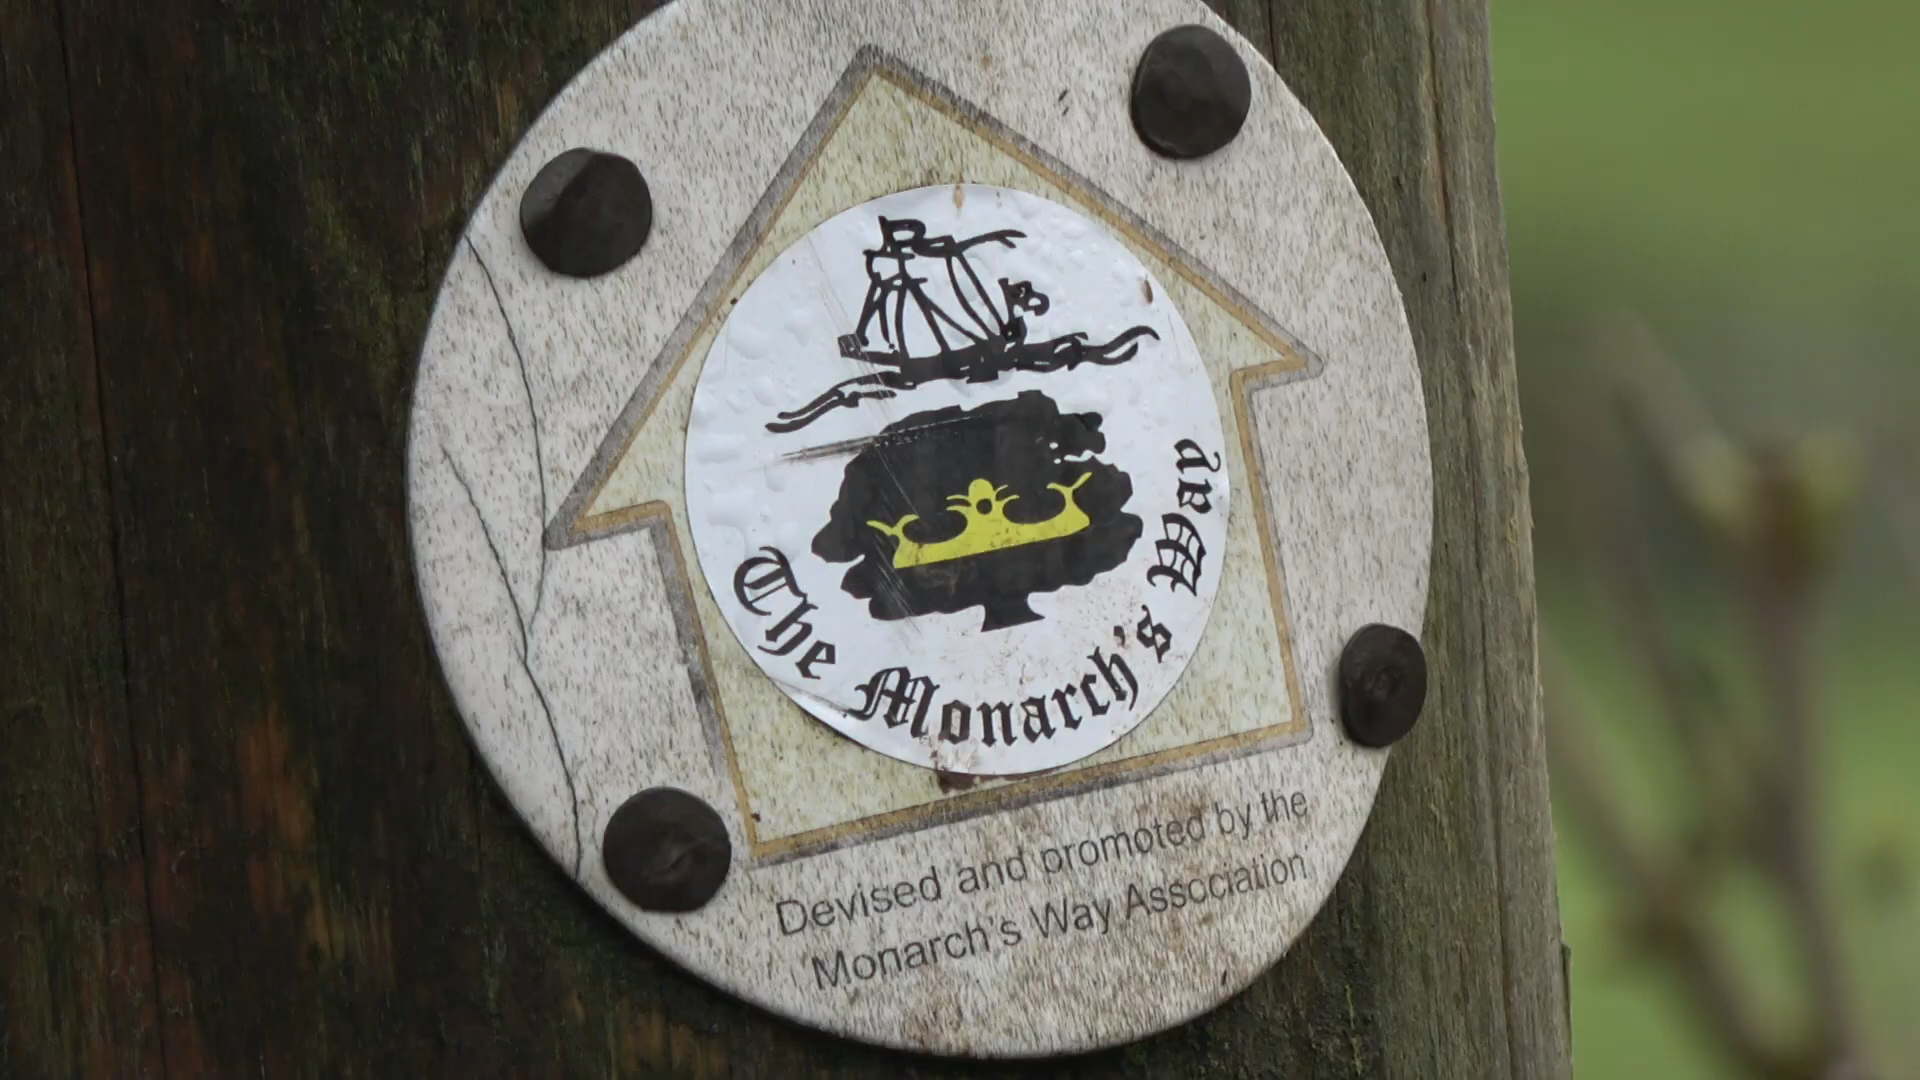 The Monarch's Way
Devised and promoted by the
Monarch's Way Association